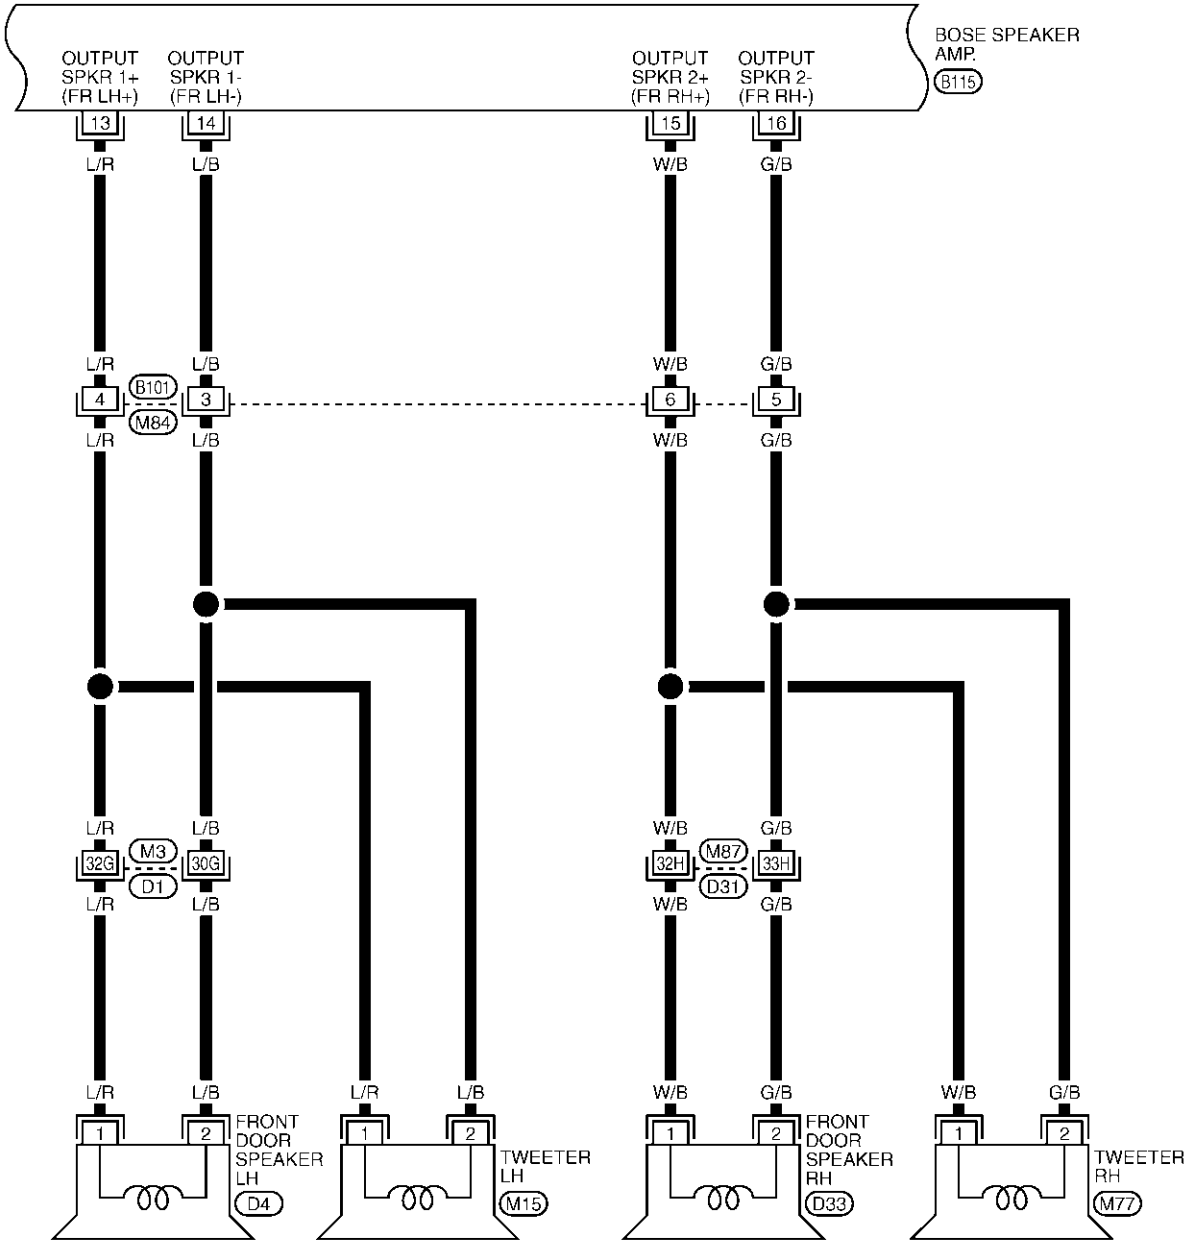 BOSE SPEAKER
AMP.
B115
OUTPUT
SPKR 1+
(FR LH+)
OUTPUT
SPKR 1-
(FR LH-)
OUTPUT
SPKR 2+
(FR RH+)
OUTPUT
SPKR 2-
(FR RH-)
13 14 15 16
L/R L/B W/B G/B
L/R L/B W/B G/B
4 B101 3 6 5
M84
L/R L/B W/B G/B
L/R L/B W/B G/B
32G M3 30G 32H M87 33H
D1 D31
L/R L/B W/B G/B
L/R L/B L/R L/B W/B G/B W/B G/B
1 2 1 2 1 2 1 2
FRONT
DOOR
SPEAKER
LH
D4
TWEETER
LH
M15
FRONT
DOOR
SPEAKER
RH
D33
TWEETER
RH
M77